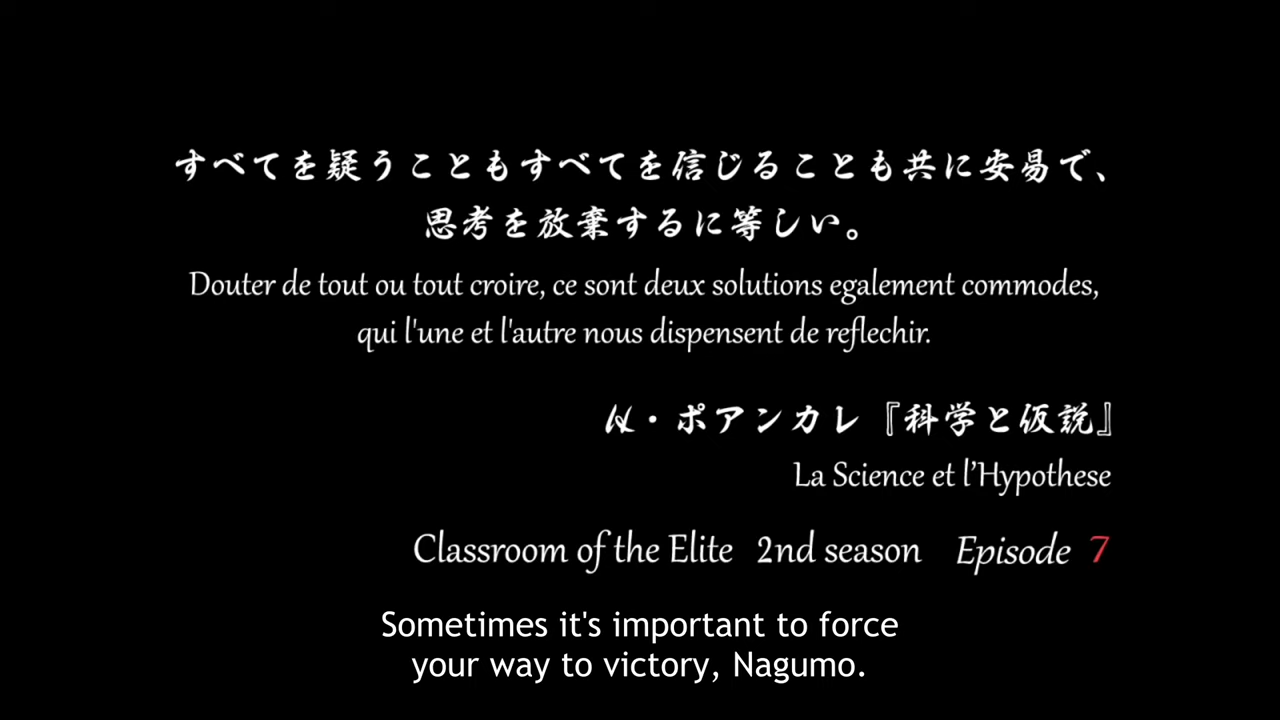 すべてを疑うこともすべてを信じることも共に安易で、
思考を放棄するに等しい。
Douter de tout ou tout croire, ce sont deux solutions egalement commodes,
qui l'une et l'autre nous dispensent de reflechir.
H・ポアンカレ『科学と仮説』
La Science et l’Hypothese
Classroom of the Elite 2nd season Episode 7
Sometimes it's important to force
your way to victory, Nagumo.